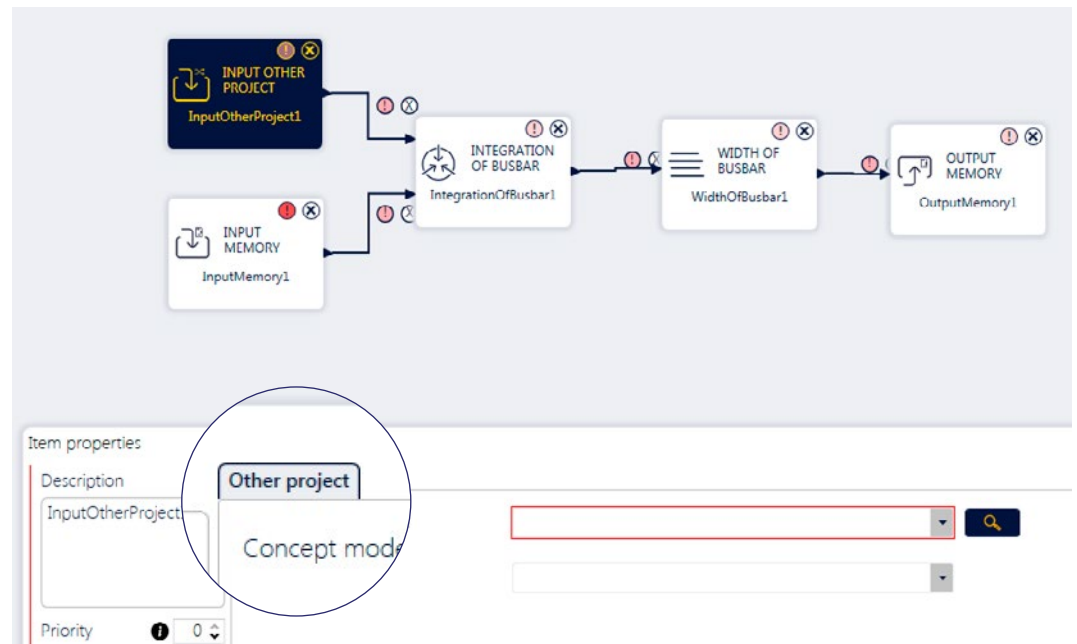 INPUT OTHER
PROJECT
InputOtherProject1
INTEGRATION
OF BUSBAR
IntegrationOfBusbar1
WIDTH OF
BUSBAR
WidthOfBusbar1
OUTPUT
MEMORY
OutputMemory1
INPUT
MEMORY
InputMemory1
Item properties
Description
InputOtherProject
Other project
Concept mode
Priority
0